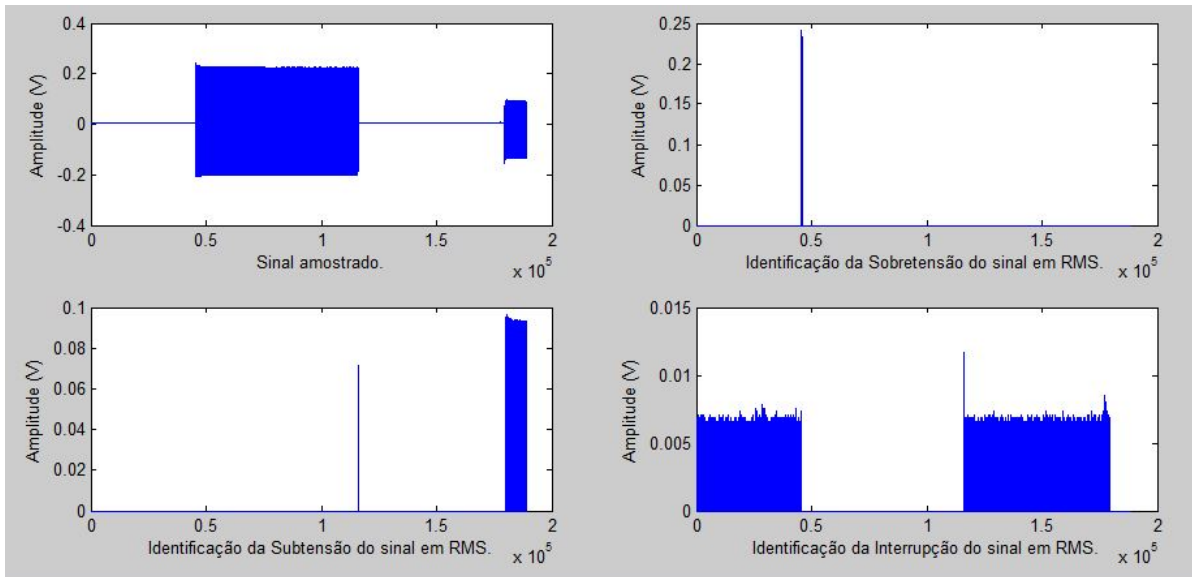 0.4
0.2
0
-0.2
-0.4
Amplitude (V)
0 0.5 1 1.5 2
Sinal amostrado.
x 10^5
0.25
0.2
0.15
0.1
0.05
0
Amplitude (V)
0 0.5 1 1.5 2
Identificação da Sobretensão do sinal em RMS.
x 10^5
0.1
0.08
0.06
0.04
0.02
0
Amplitude (V)
0 0.5 1 1.5 2
Identificação da Subtensão do sinal em RMS.
x 10^5
0.015
0.01
0.005
0
Amplitude (V)
0 0.5 1 1.5 2
Identificação da Interrupção do sinal em RMS.
x 10^5